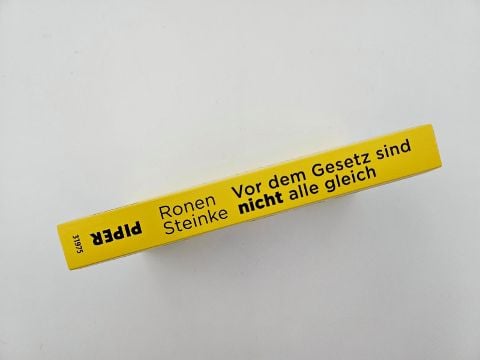 Ronen
Steinke
Vor dem Gesetz sind
nicht alle gleich
PIPER
31975